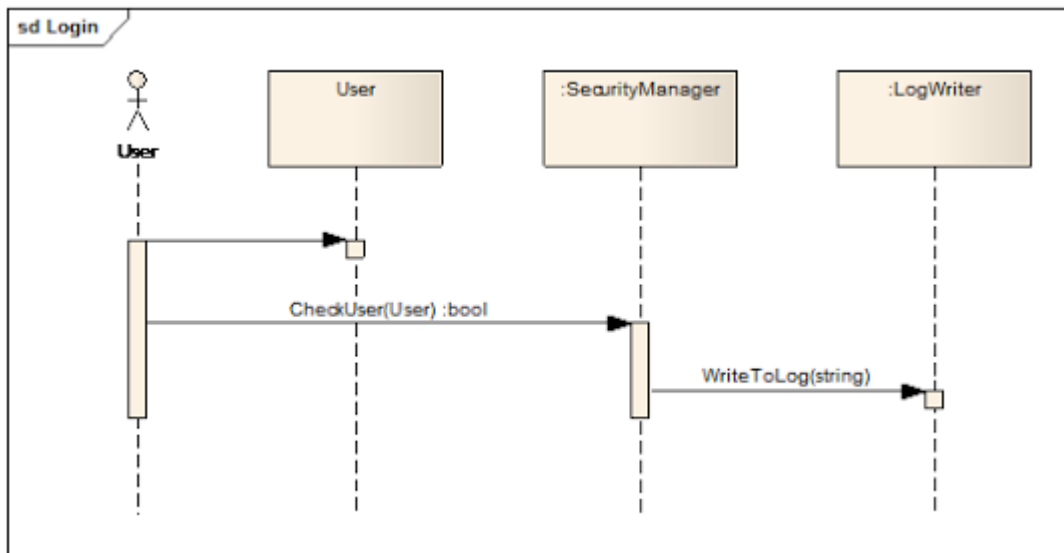 sd Login
User
:SecurityManager
:LogWriter
User
CheckUser(User) :bool
WriteToLog(string)